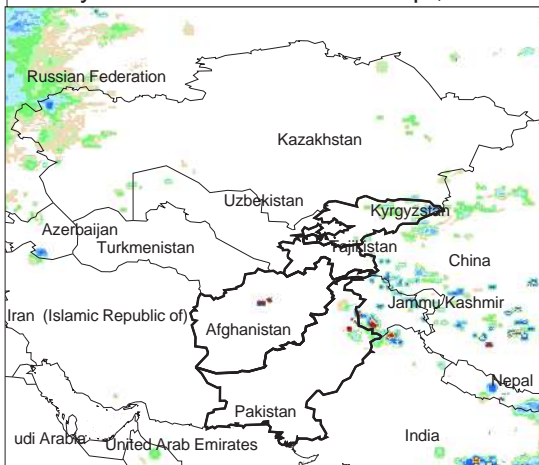 Russian Federation
Kazakhstan
Uzbekistan
Kyrgyzstan
Azerbaijan
Turkmenistan
Tajikistan
China
Jammu/Kashmir
Iran (Islamic Republic of)
Afghanistan
Nepal
Pakistan
udi Arabia
United Arab Emirates
India